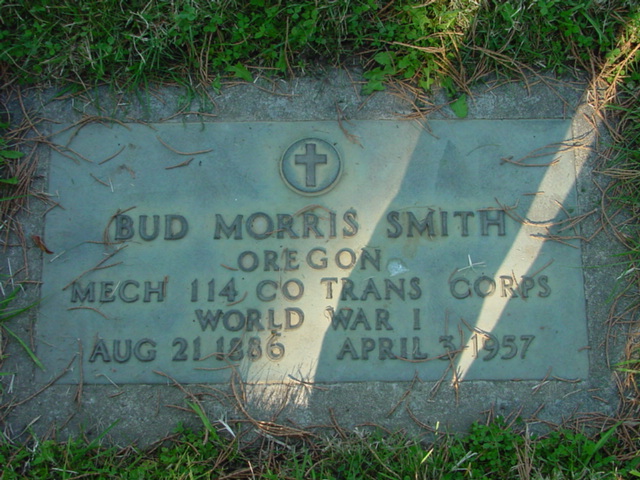 BUD MORRIS SMITH
OREGON
MECH 114 CO TRANS CORPS
WORLD WAR I
AUG 21 1886 APRIL 3 1957